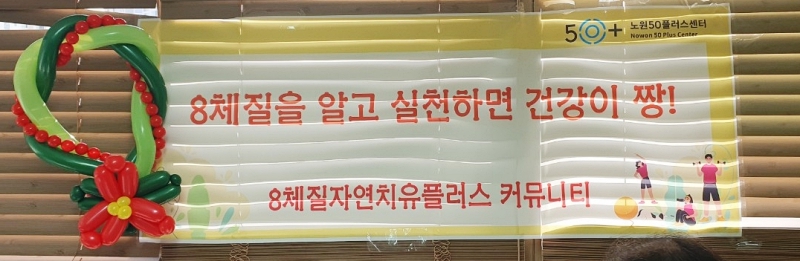 50+ 노원50플러스센터
Nowon 50 Plus Center
8체질을 알고 실천하면 건강이 짱!
8체질자연치유플러스 커뮤니티